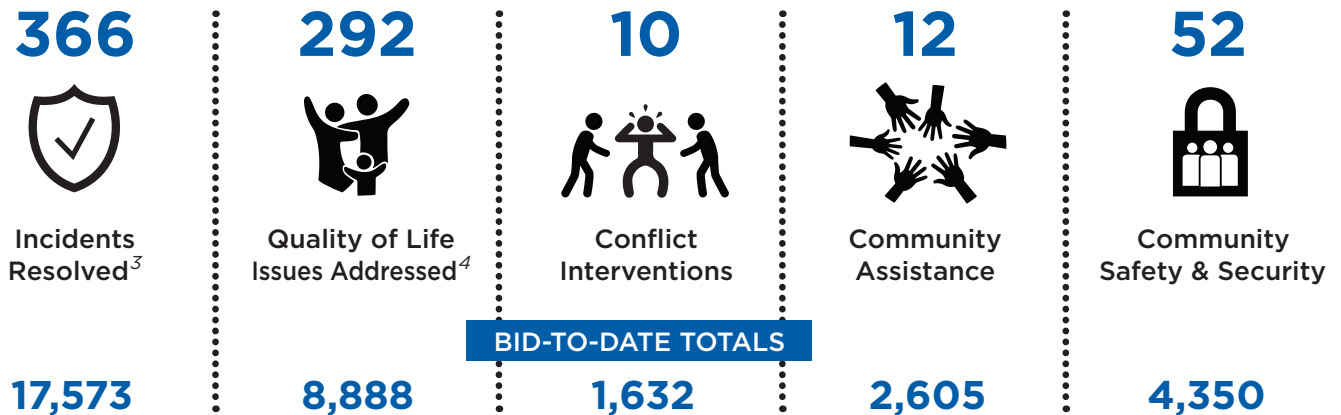 366
292
10
12
52
Incidents
Resolved3
Quality of Life
Issues Addressed4
Conflict
Interventions
Community
Assistance
Community
Safety & Security
BID-TO-DATE TOTALS
17,573
8,888
1,632
2,605
4,350